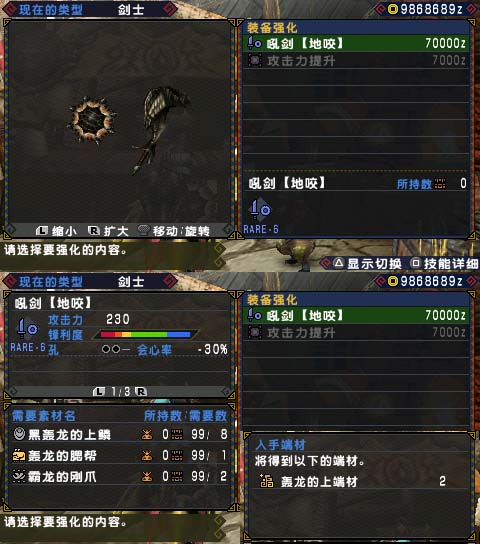 现在的类型 剑士
9868689z
装备强化
吼剑【地咬】 70000z
攻击力提升 7000z
吼剑【地咬】 所持数 0
RARE-6
L 缩小 R 扩大 移动/旋转
请选择要强化的内容。
△显示切换 □技能详细
现在的类型 剑士
9868689z
吼剑【地咬】
攻击力 230
锋利度
RARE-6 孔 ○○— 会心率 -30%
L 1/3 R
装备强化
吼剑【地咬】 70000z
攻击力提升 7000z
需要素材名 所持数/需要数
黑轰龙的上鳞 0 99/ 8
轰龙的腮帮 0 99/ 1
霸龙的刚爪 0 99/ 2
入手端材
将得到以下的端材。
轰龙的上端材 2
请选择要强化的内容。